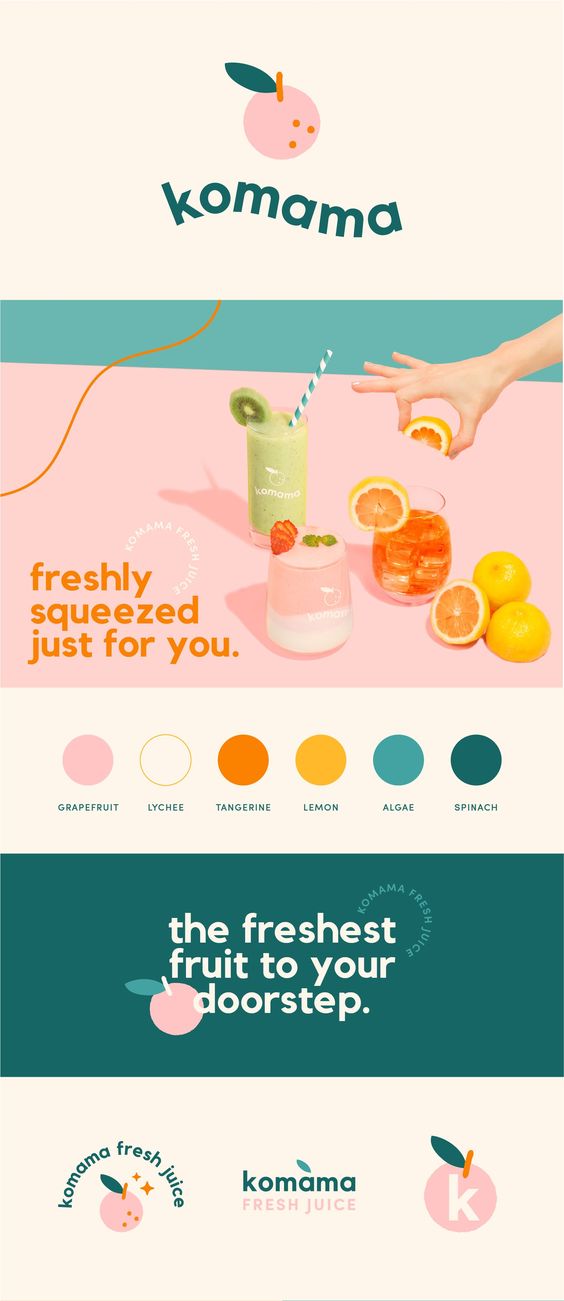 komama
komama
komama
KOMAMA FRESH JUICE
freshly
squeezed
just for you.
GRAPEFRUIT
LYCHEE
TANGERINE
LEMON
ALGAE
SPINACH
KOMAMA FRESH JUICE
the freshest
fruit to your
doorstep.
komama fresh juice
komama
FRESH JUICE
k